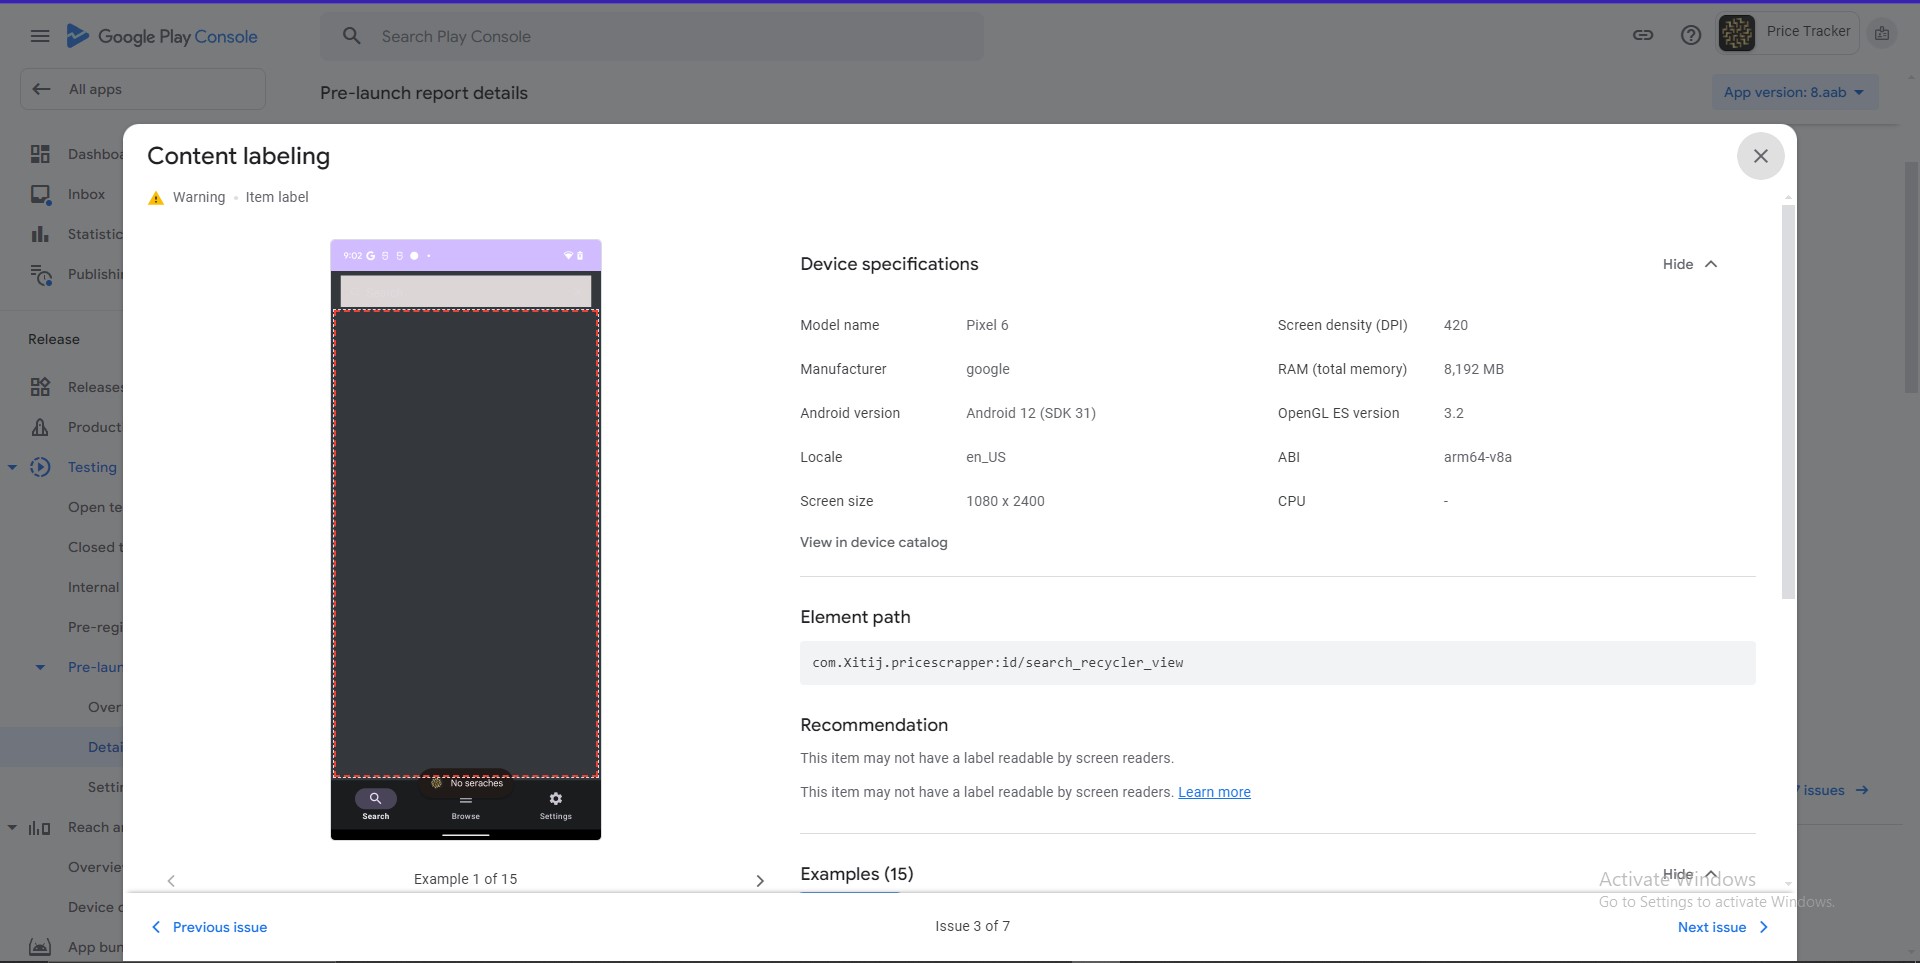 Google Play Console
Search Play Console
Price Tracker
All apps
Pre-launch report details
App version: 8.aab
Dashboa
Inbox
Statistic
Publishi
Release
Releases
Product
Testing
Open te
Closed t
Internal
Pre-regi
Pre-laun
Over
Detai
Settin
Reach an
Overvie
Device c
App bun
Content labeling
Warning • Item label
9:02
No seraches
Search
Browse
Settings
Example 1 of 15
Device specifications
Hide
Model name
Pixel 6
Screen density (DPI)
420
Manufacturer
google
RAM (total memory)
8,192 MB
Android version
Android 12 (SDK 31)
OpenGL ES version
3.2
Locale
en_US
ABI
arm64-v8a
Screen size
1080 x 2400
CPU
-
View in device catalog
Element path
com.Xitij.pricescrapper:id/search_recycler_view
Recommendation
This item may not have a label readable by screen readers.
This item may not have a label readable by screen readers. Learn more
Examples (15)
Hide
7 issues
Activate Windows
Go to Settings to activate Windows.
Previous issue
Issue 3 of 7
Next issue